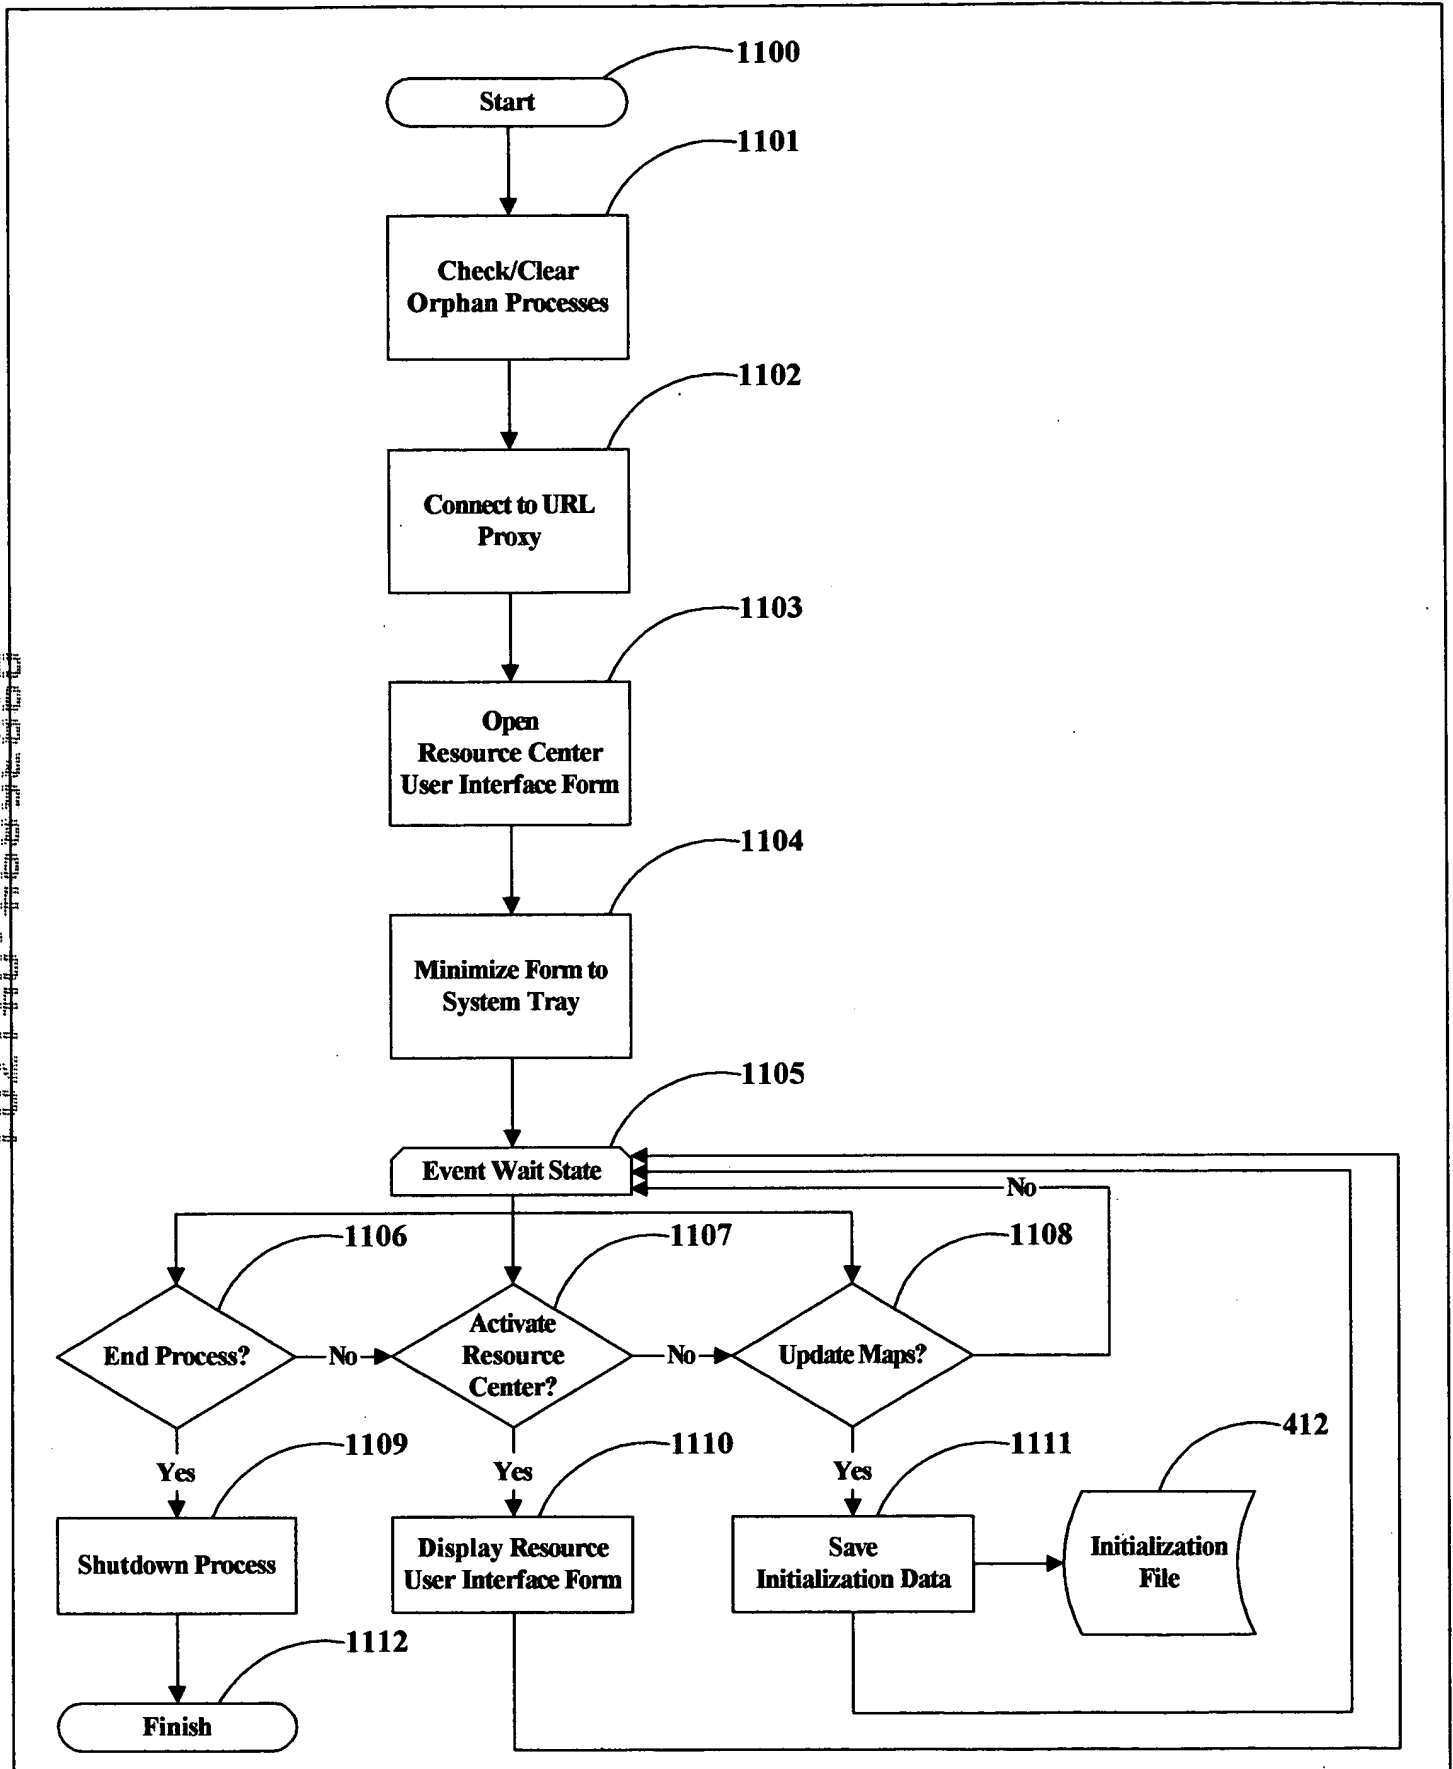 1100
Start
1101
Check/Clear
Orphan Processes
1102
Connect to URL
Proxy
1103
Open
Resource Center
User Interface Form
1104
Minimize Form to
System Tray
1105
Event Wait State
No
1106
1107
1108
End Process?
No
Activate
Resource
Center?
No
Update Maps?
Yes
1109
Yes
1110
Yes
1111
412
Shutdown Process
Display Resource
User Interface Form
Save
Initialization Data
Initialization
File
1112
Finish